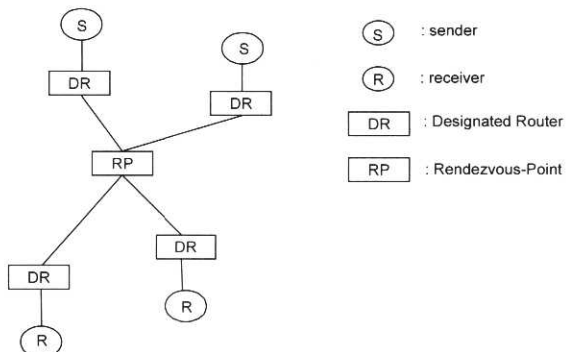 S
S
DR
DR
RP
DR
DR
R
R
S : sender
R : receiver
DR : Designated Router
RP : Rendezvous-Point